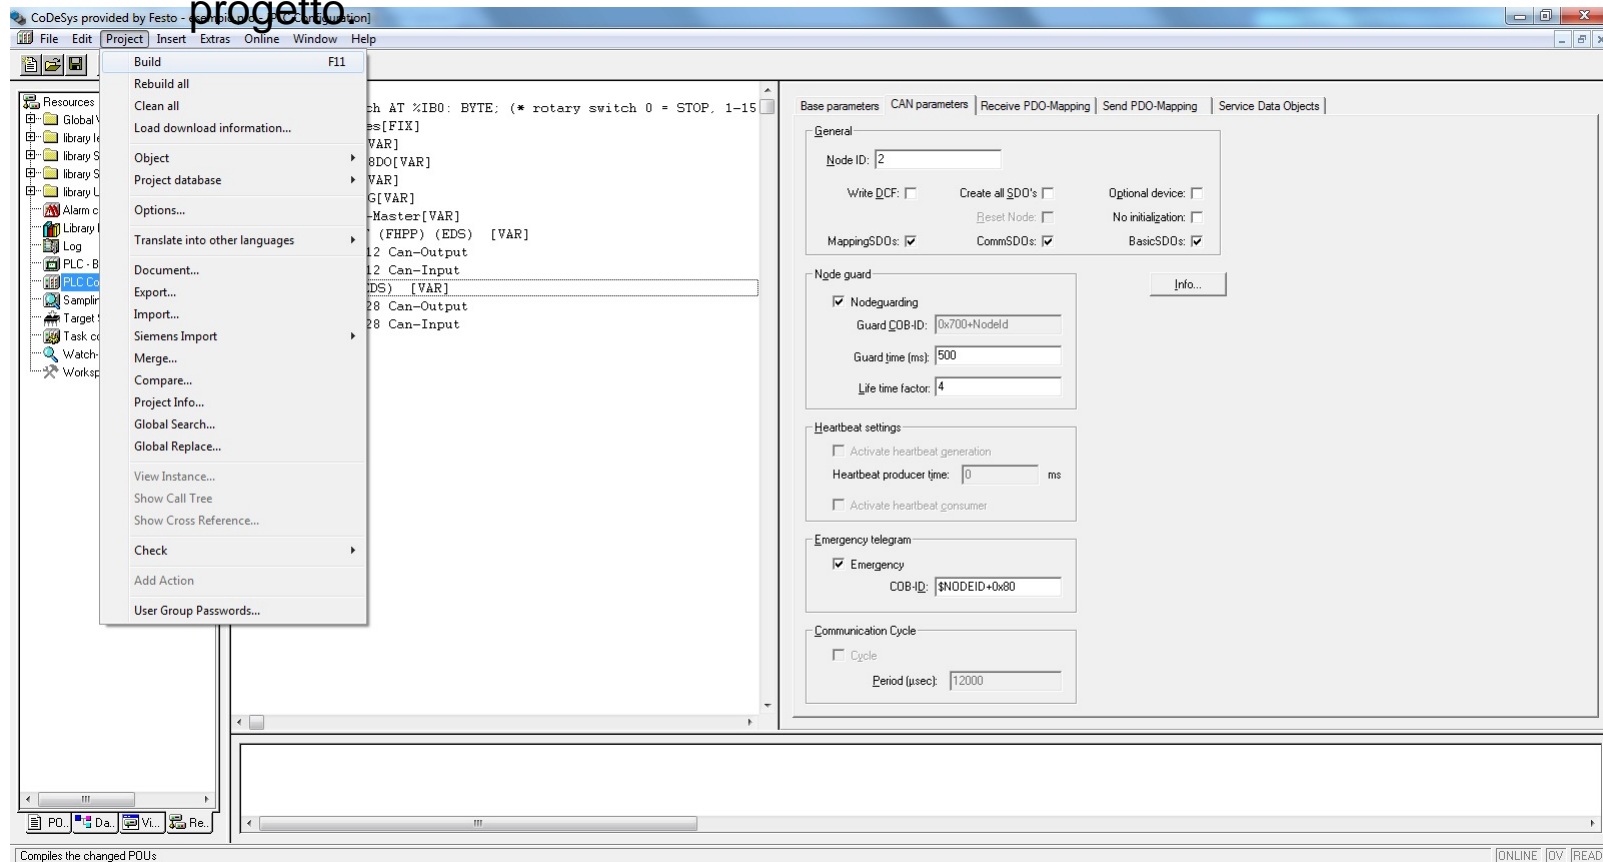 progetto.
CoDeSys provided by Festo - esempio.pro - [PLC Configuration]
File Edit Project Insert Extras Online Window Help
Build F11
Rebuild all
Clean all
Load download information...
Object
Project database
Options...
Translate into other languages
Document...
Export...
Import...
Siemens Import
Merge...
Compare...
Project Info...
Global Search...
Global Replace...
View Instance...
Show Call Tree
Show Cross Reference...
Check
Add Action
User Group Passwords...
Resources
Global
library
library S
library S
library
Alarm c
Library
Log
PLC - B
PLC Co
Samplin
Target
Task co
Watch-
Worksp
ch AT %IB0: BYTE; (* rotary switch 0 = STOP, 1-15
es[FIX]
VAR]
8DO[VAR]
VAR]
G[VAR]
-Master[VAR]
(FHPP) (EDS) [VAR]
12 Can-Output
12 Can-Input
EDS) [VAR]
28 Can-Output
28 Can-Input
Base parameters CAN parameters Receive PDO-Mapping Send PDO-Mapping Service Data Objects
General
Node ID: 2
Write DCF: Create all SDO's Optional device:
Reset Node: No initialization:
MappingSDOs: CommSDOs: BasicSDOs:
Node guard
Info...
Nodeguarding
Guard COB-ID: 0x700+NodeId
Guard time (ms): 500
Life time factor: 4
Heartbeat settings
Activate heartbeat generation
Heartbeat producer time: 0 ms
Activate heartbeat consumer
Emergency telegram
Emergency
COB-ID: $NODEID+0x80
Communication Cycle
Cycle
Period (µsec): 12000
PO.. Da.. Vi... Re..
Compiles the changed POUs
ONLINE OV READ